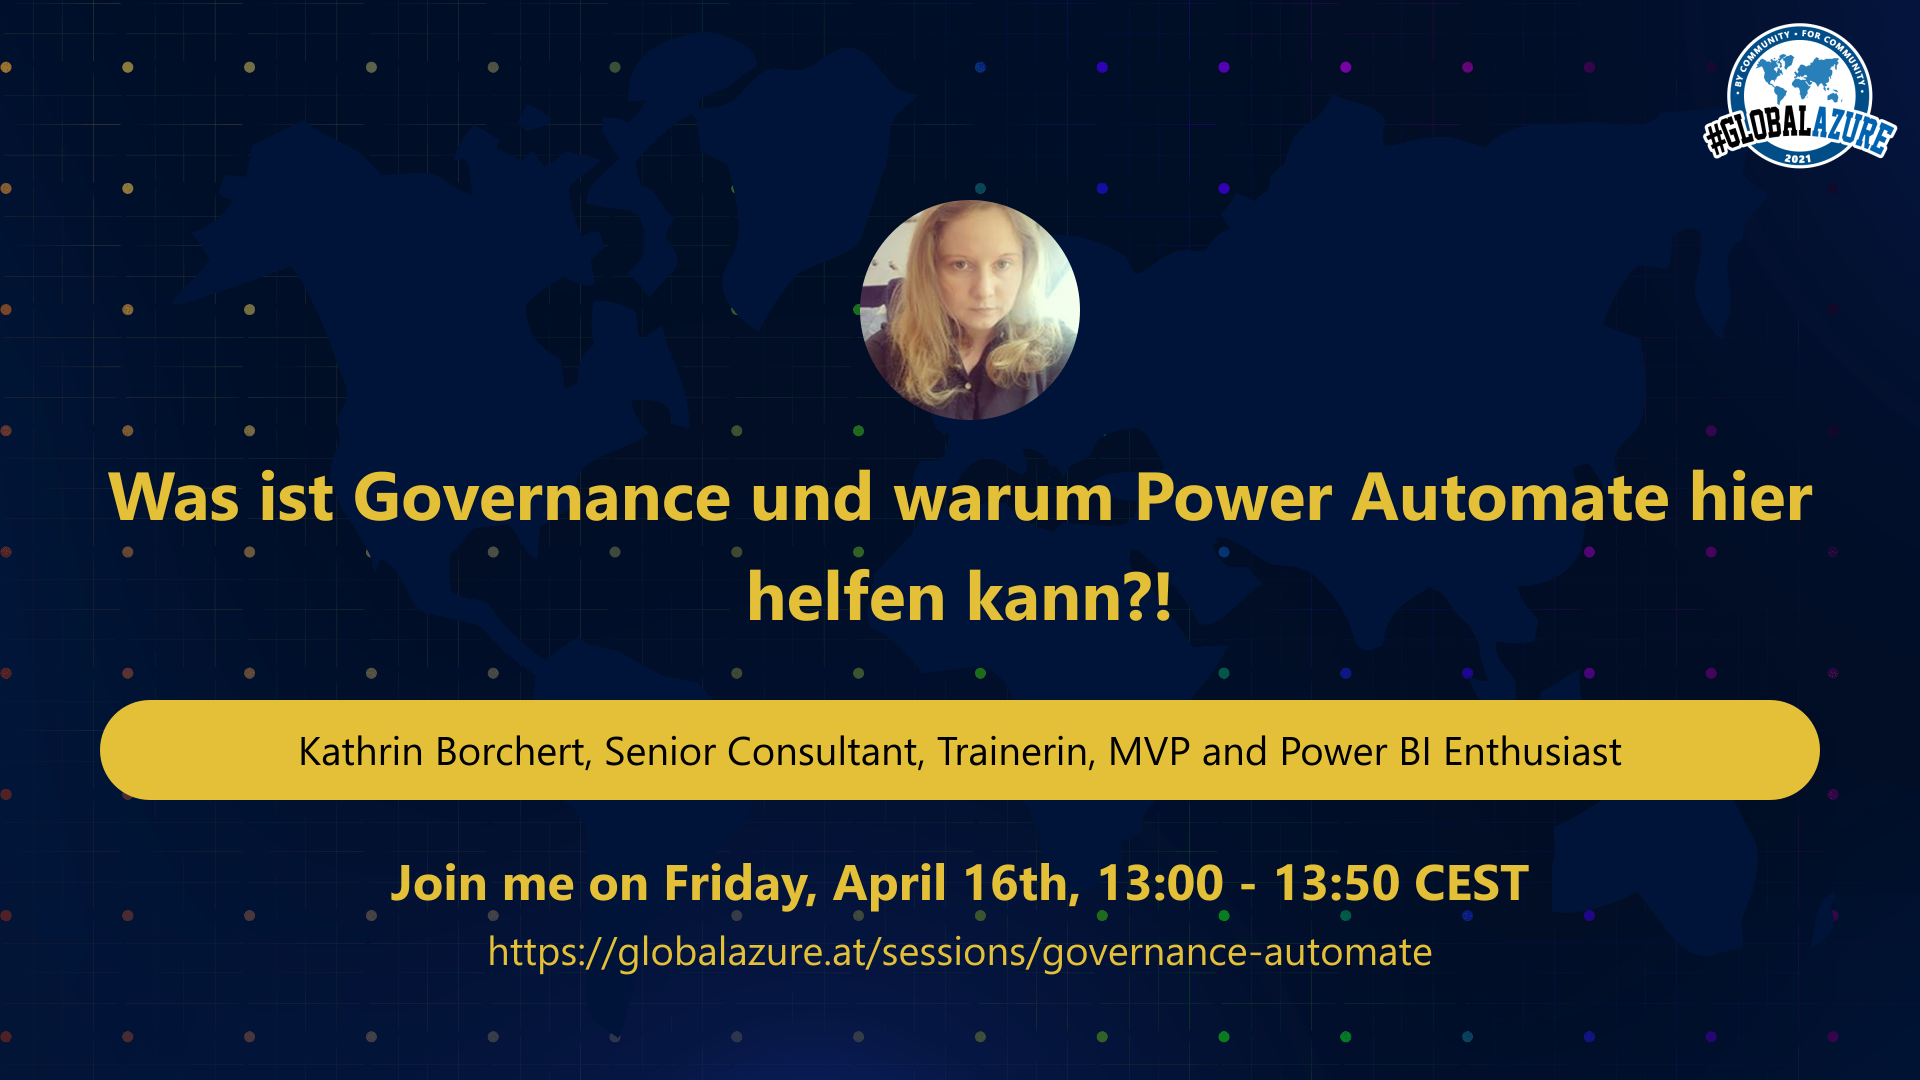 • BY COMMUNITY • FOR COMMUNITY •
#GLOBALAZURE
2021
Was ist Governance und warum Power Automate hier
helfen kann?!
Kathrin Borchert, Senior Consultant, Trainerin, MVP and Power BI Enthusiast
Join me on Friday, April 16th, 13:00 - 13:50 CEST
https://globalazure.at/sessions/governance-automate